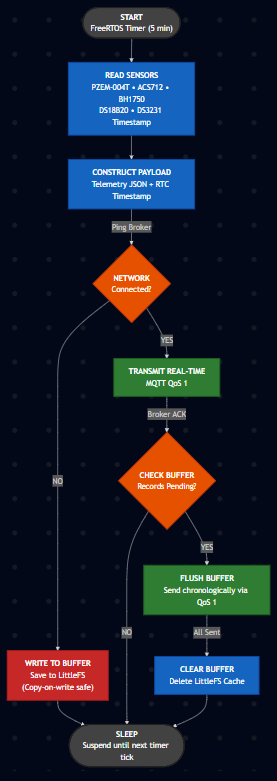 START
FreeRTOS Timer (5 min)
READ SENSORS
PZEM-004T • ACS712 •
BH1750
DS18B20 • DS3231
Timestamp
CONSTRUCT PAYLOAD
Telemetry JSON + RTC
Timestamp
Ping Broker
NETWORK
Connected?
YES
TRANSMIT REAL-TIME
MQTT QoS 1
Broker ACK
CHECK BUFFER
Records Pending?
NO
YES
FLUSH BUFFER
Send chronologically via
QoS 1
NO
All Sent
WRITE TO BUFFER
Save to LittleFS
(Copy-on-write safe)
CLEAR BUFFER
Delete LittleFS Cache
SLEEP
Suspend until next timer
tick